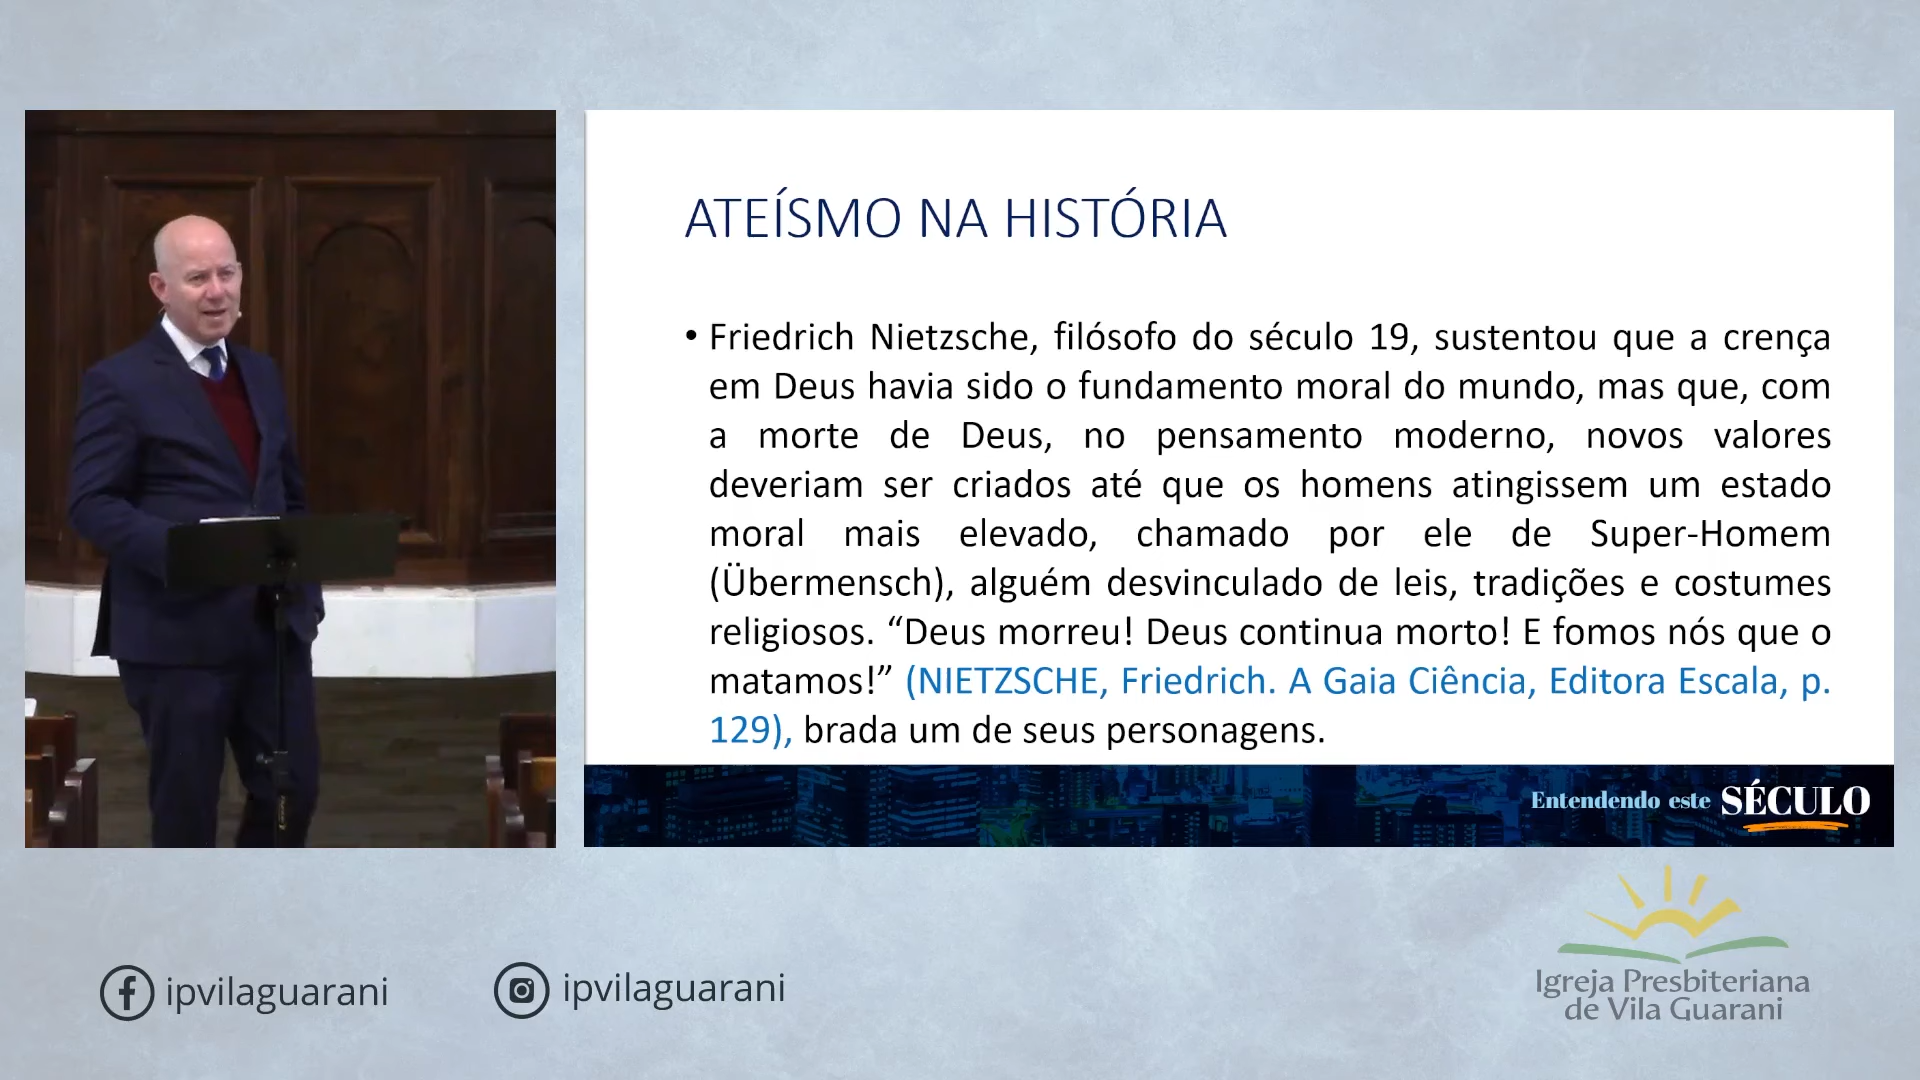 ATEÍSMO NA HISTÓRIA
• Friedrich Nietzsche, filósofo do século 19, sustentou que a crença
em Deus havia sido o fundamento moral do mundo, mas que, com
a morte de Deus, no pensamento moderno, novos valores
deveriam ser criados até que os homens atingissem um estado
moral mais elevado, chamado por ele de Super-Homem
(Übermensch), alguém desvinculado de leis, tradições e costumes
religiosos. “Deus morreu! Deus continua morto! E fomos nós que o
matamos!” (NIETZSCHE, Friedrich. A Gaia Ciência, Editora Escala, p.
129), brada um de seus personagens.
Entendendo este SÉCULO
ipvilaguarani
ipvilaguarani
Igreja Presbiteriana
de Vila Guarani